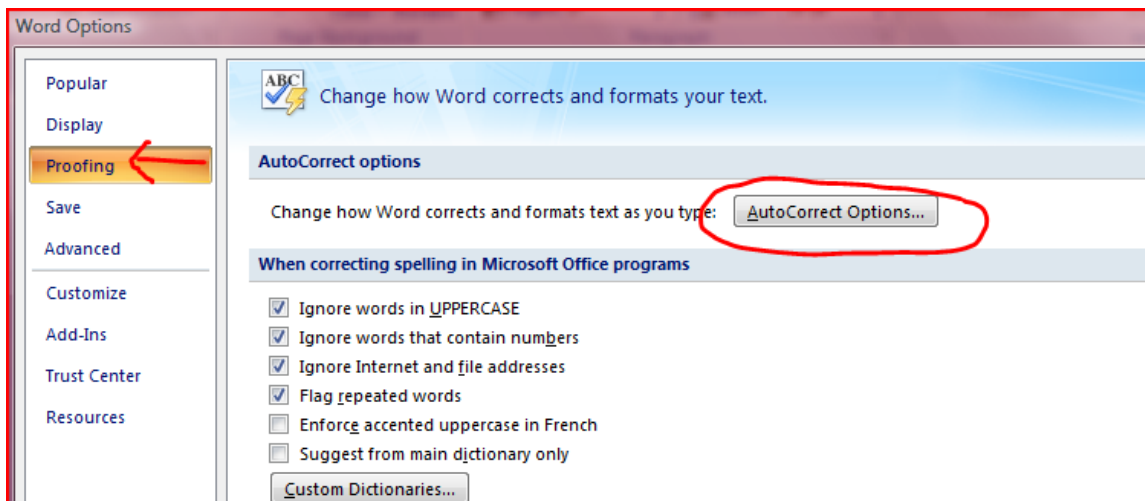 Word Options
Popular
Display
Proofing
Save
Advanced
Customize
Add-Ins
Trust Center
Resources
ABC
Change how Word corrects and formats your text.
AutoCorrect options
Change how Word corrects and formats text as you type: AutoCorrect Options...
When correcting spelling in Microsoft Office programs
Ignore words in UPPERCASE
Ignore words that contain numbers
Ignore Internet and file addresses
Flag repeated words
Enforce accented uppercase in French
Suggest from main dictionary only
Custom Dictionaries...